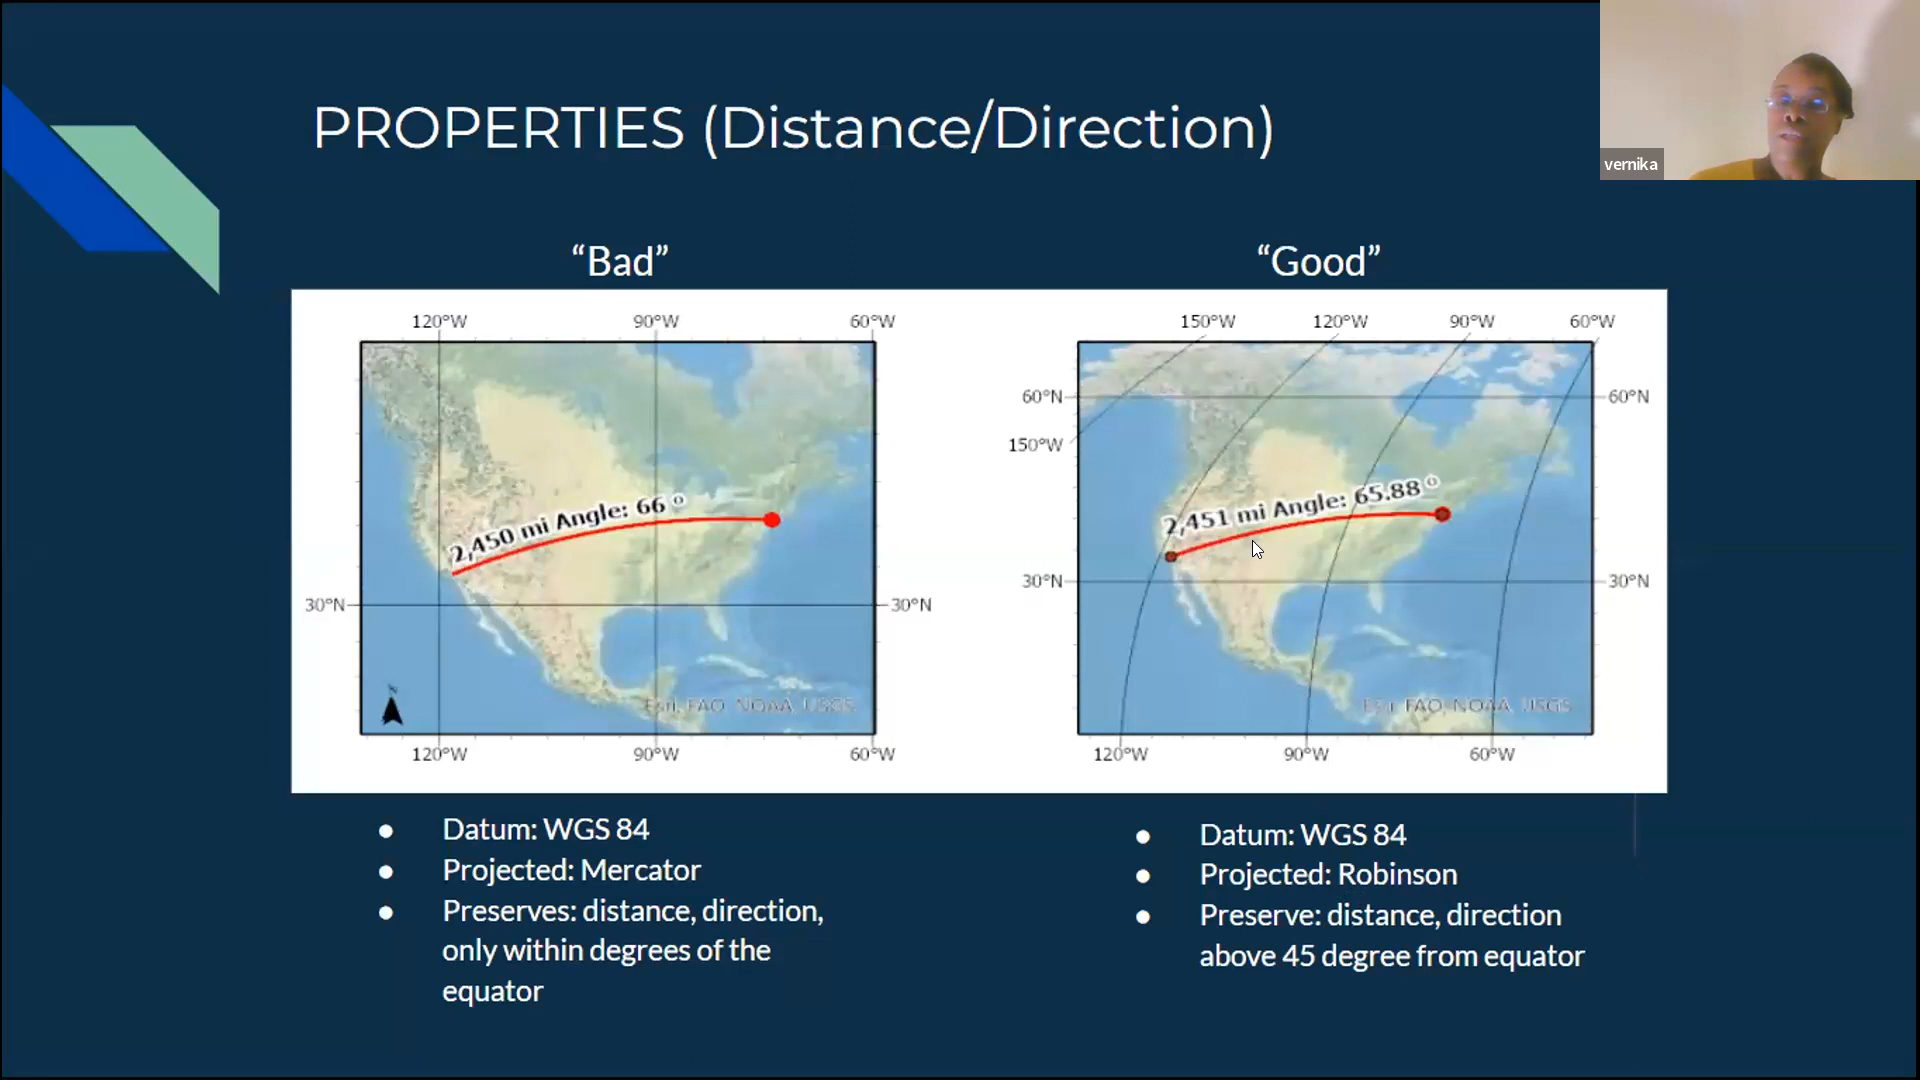 PROPERTIES (Distance/Direction)
vernika
“Bad”
“Good”
120°W 90°W 60°W
2,450 mi Angle: 66 °
30°N 30°N
Esri, FAO, NOAA, USGS
120°W 90°W 60°W
150°W 120°W 90°W 60°W
60°N 60°N
150°W
2,451 mi Angle: 65.88 °
30°N 30°N
Esri, FAO, NOAA, USGS
120°W 90°W 60°W
● Datum: WGS 84
● Projected: Mercator
● Preserves: distance, direction,
only within degrees of the
equator
● Datum: WGS 84
● Projected: Robinson
● Preserve: distance, direction
above 45 degree from equator